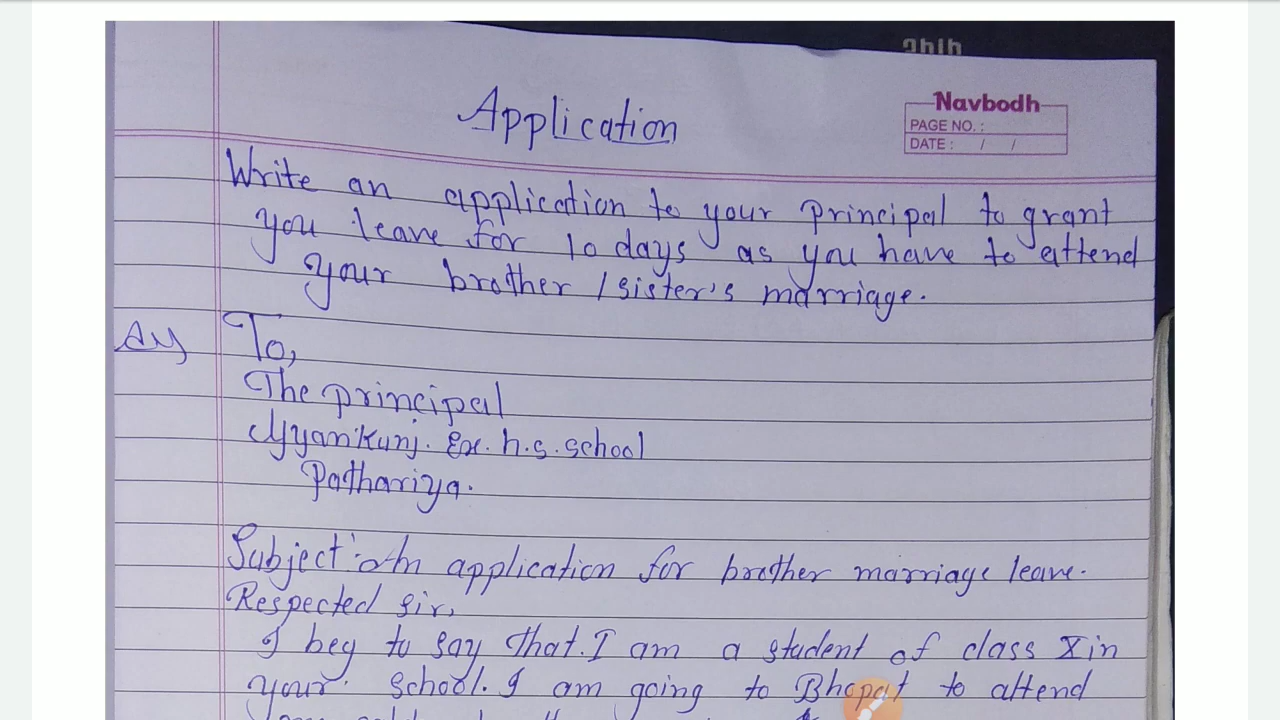 Application
Navbodh
PAGE NO. :
DATE : / /
Write an application to your principal to grant
you leave for 10 days as you have to attend
your brother / sister's marriage.
To,
The principal
Gyankunj. Ex. h.s. school
Pathariya.
Subject:- An application for brother marriage leave.
Respected sir,
I beg to say that. I am a student of class X in
your school. I am going to Bhopal to attend